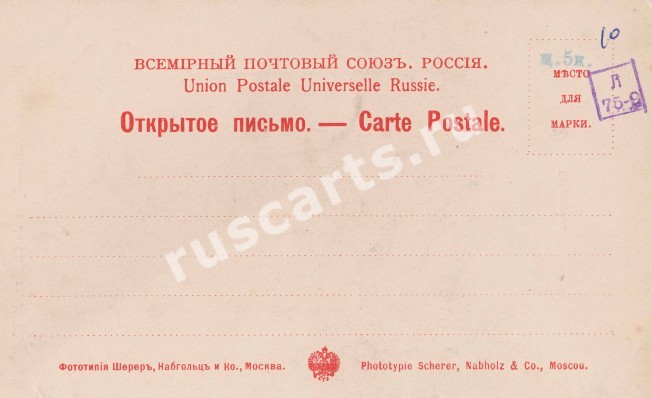 ВСЕМІРНЫЙ ПОЧТОВЫЙ СОЮЗЪ. РОССІЯ.
Union Postale Universelle Russie.
Открытое письмо. — Carte Postale.
ц. 5к.
МѢСТО
ДЛЯ
МАРКИ.
10
Л
75-9
ruscarts.ru
Фототипія Шереръ, Набгольцъ и Ко., Москва.
Phototypie Scherer, Nabholz & Co., Moscou.